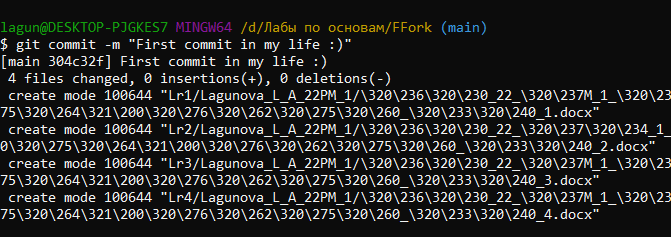 lagun@DESKTOP-PJGKES7 MINGW64 /d/Лабы по основам/FFork (main)
$ git commit -m "First commit in my life :)"
[main 304c32f] First commit in my life :)
 4 files changed, 0 insertions(+), 0 deletions(-)
 create mode 100644 "Lr1/Lagunova_L_A_22PM_1/\320\236\320\230_22_\320\237M_1_\320\23
75\320\264\321\200\320\276\320\262\320\275\320\260_\320\233\320\240_1.docx"
 create mode 100644 "Lr2/Lagunova_L_A_22PM_1/\320\236\320\230_22_\320\237\320\234_1_
0\320\275\320\264\321\200\320\276\320\262\320\275\320\260_\320\233\320\240_2.docx"
 create mode 100644 "Lr3/Lagunova_L_A_22PM_1/\320\236\320\230_22_\320\237M_1_\320\23
75\320\264\321\200\320\276\320\262\320\275\320\260_\320\233\320\240_3.docx"
 create mode 100644 "Lr4/Lagunova_L_A_22PM_1/\320\236\320\230_22_\320\237M_1_\320\23
75\320\264\321\200\320\276\320\262\320\275\320\260_\320\233\320\240_4.docx"